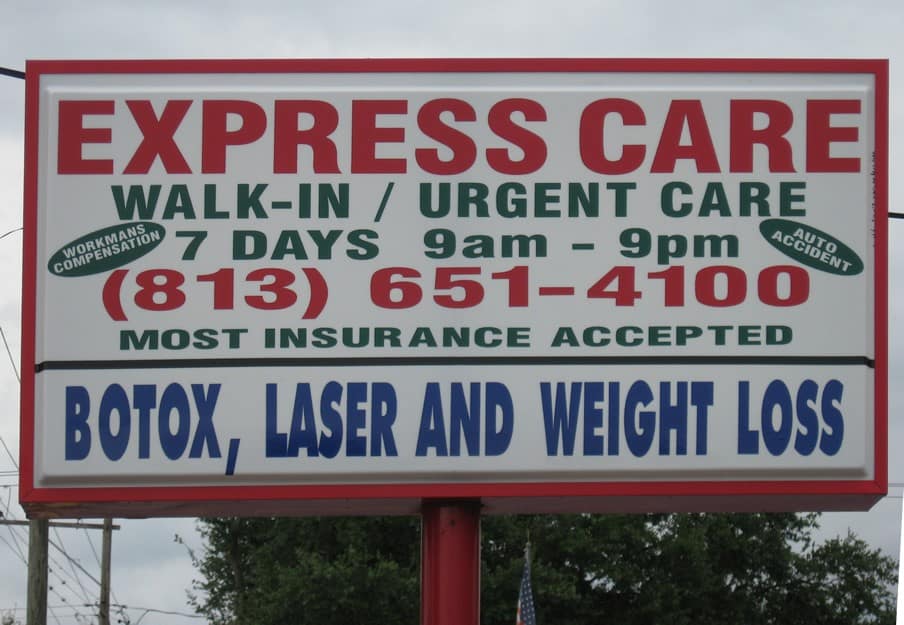 EXPRESS CARE
WALK-IN / URGENT CARE
WORKMANS
COMPENSATION
7 DAYS 9am - 9pm
AUTO
ACCIDENT
(813) 651-4100
MOST INSURANCE ACCEPTED
BOTOX, LASER AND WEIGHT LOSS